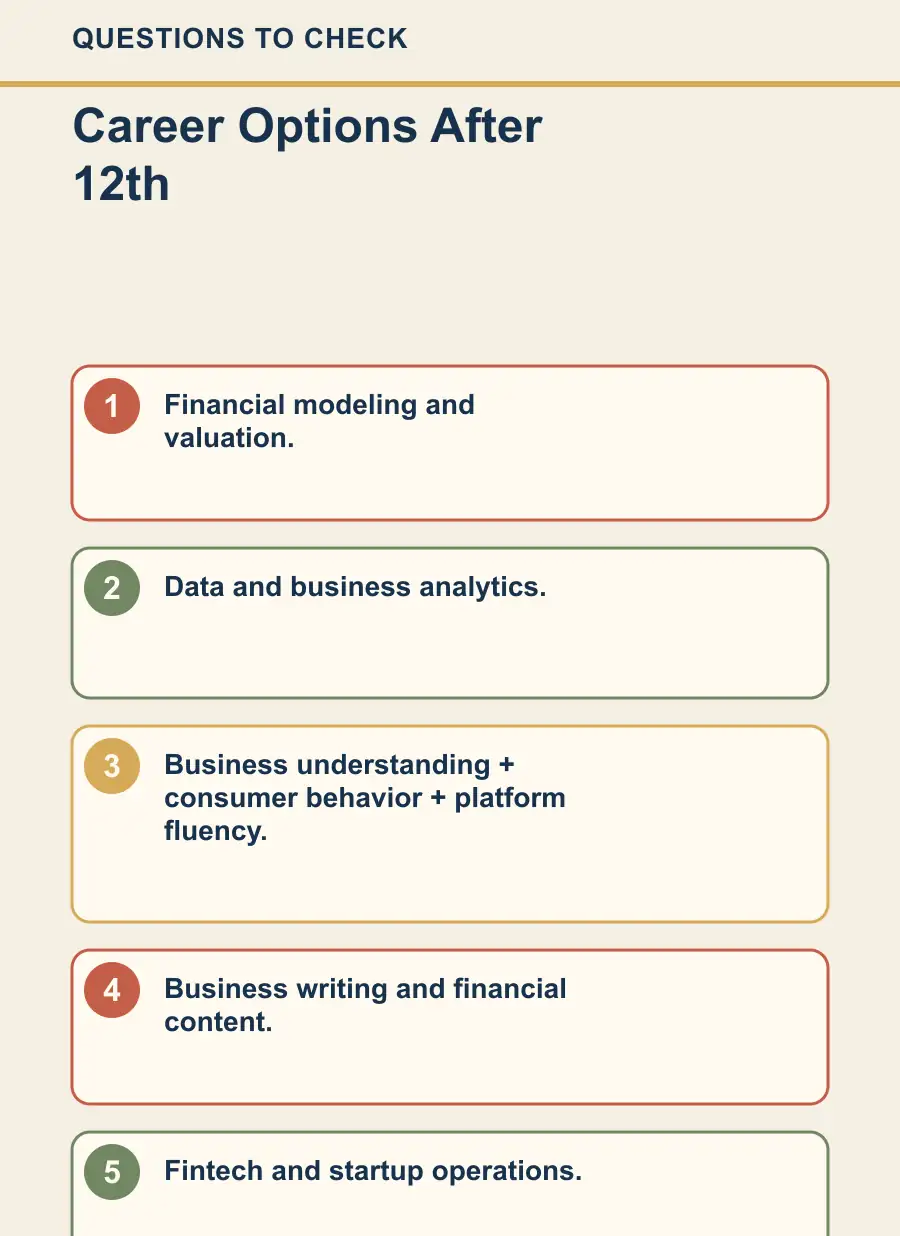 QUESTIONS TO CHECK
Career Options After
12th
1
Financial modeling and
valuation.
2
Data and business analytics.
3
Business understanding +
consumer behavior + platform
fluency.
4
Business writing and financial
content.
5
Fintech and startup operations.